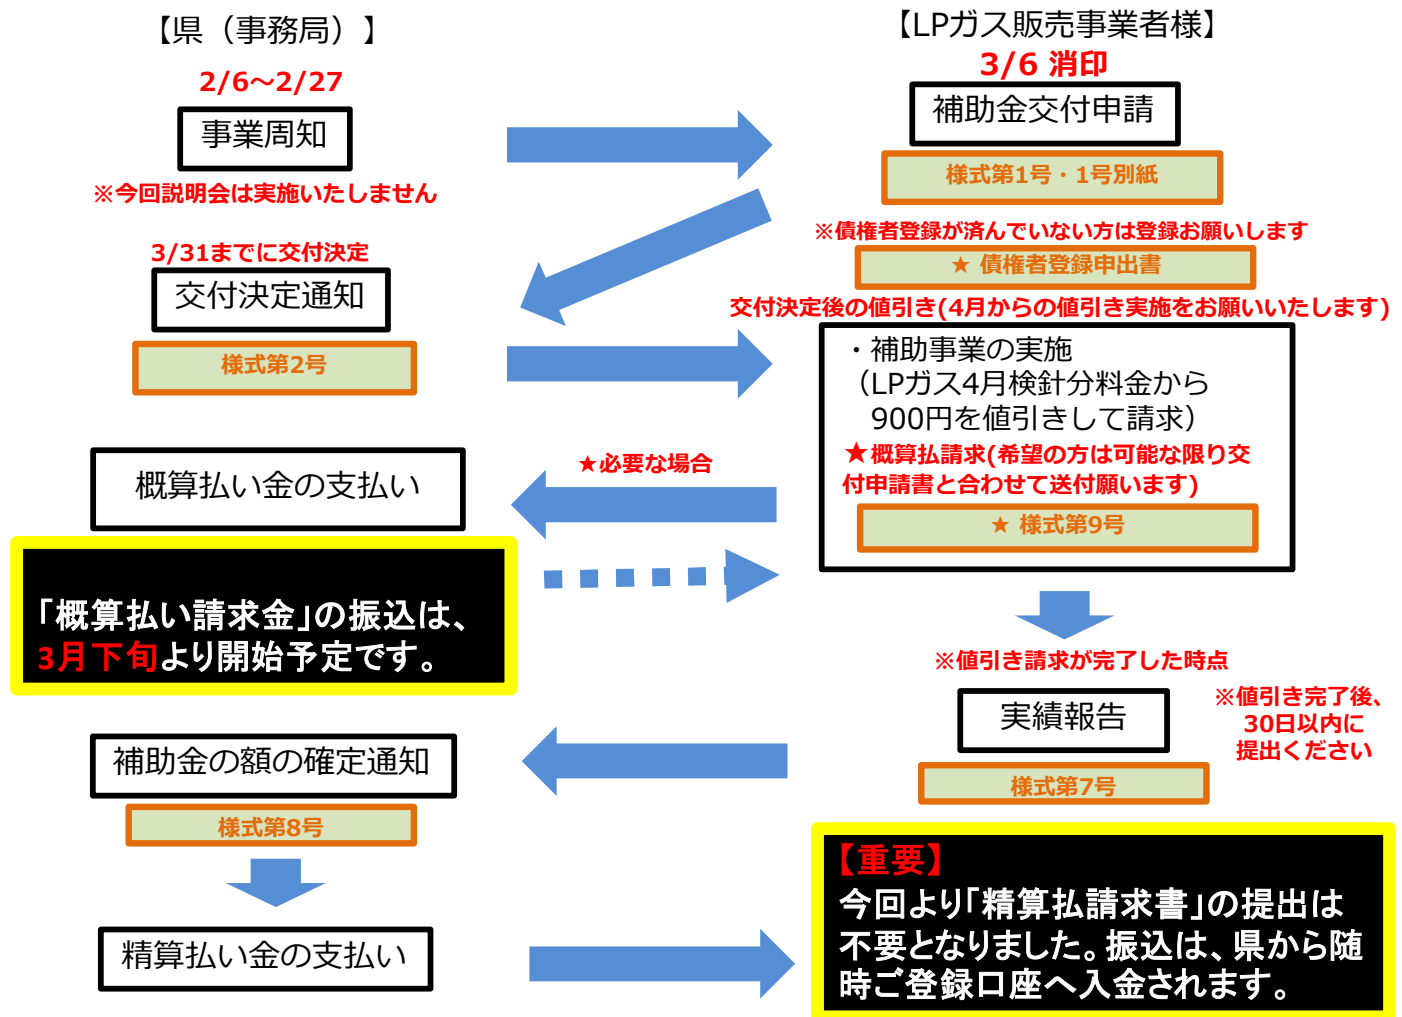 【県（事務局）】
2/6～2/27
事業周知
※今回説明会は実施いたしません
3/31までに交付決定
交付決定通知
様式第2号
概算払い金の支払い
「概算払い請求金」の振込は、
3月下旬より開始予定です。
補助金の額の確定通知
様式第8号
精算払い金の支払い
★必要な場合
【LPガス販売事業者様】
3/6 消印
補助金交付申請
様式第1号・1号別紙
※債権者登録が済んでいない方は登録お願いします
★ 債権者登録申出書
交付決定後の値引き(4月からの値引き実施をお願いいたします)
・補助事業の実施
（LPガス4月検針分料金から
900円を値引きして請求）
★概算払請求(希望の方は可能な限り交
付申請書と合わせて送付願います)
★ 様式第9号
※値引き請求が完了した時点
実績報告
※値引き完了後、
30日以内に
提出ください
様式第7号
【重要】
今回より「精算払請求書」の提出は
不要となりました。振込は、県から随
時ご登録口座へ入金されます。